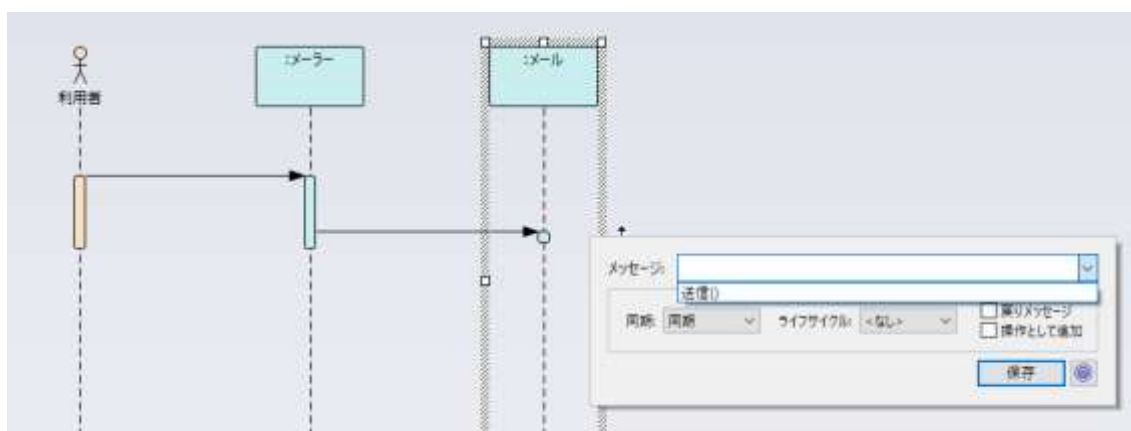 :メーラー
:メール
利用者
メッセージ:
送信()
同期: 同期
ライフサイクル: <なし>
戻りメッセージ
操作として追加
保存